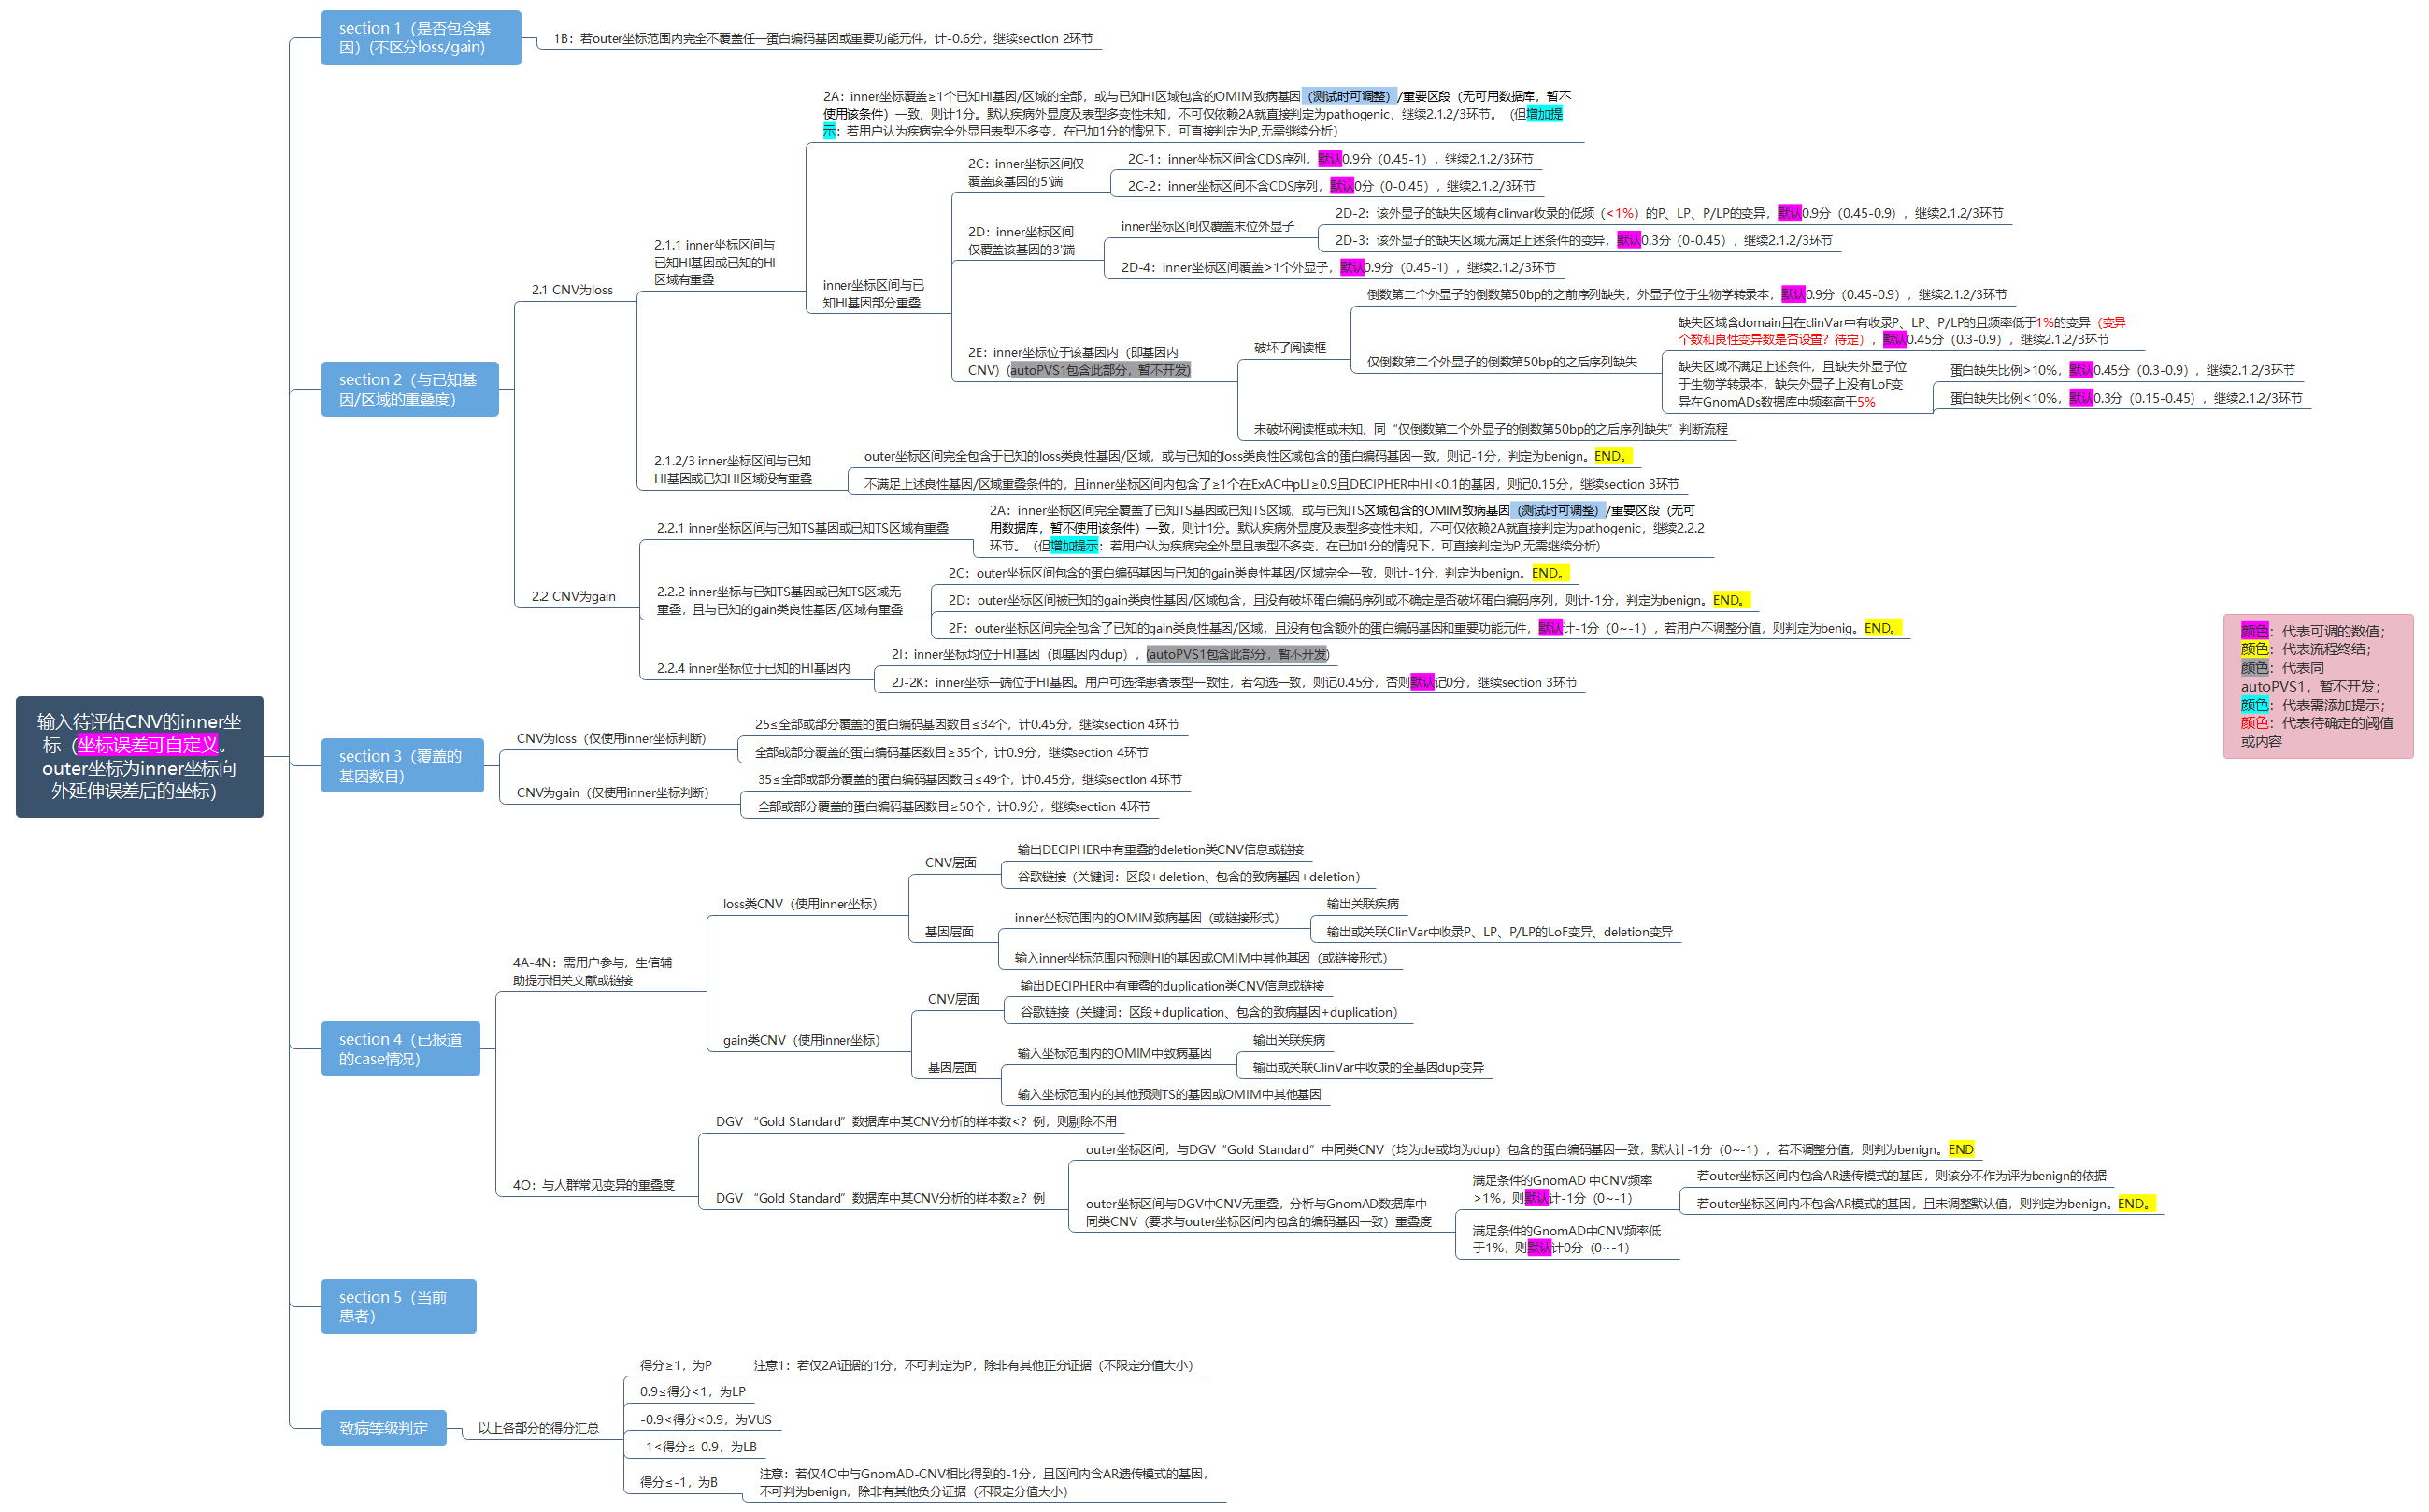 输入待评估CNV的inner坐
标（坐标误差可自定义。
outer坐标为inner坐标向
外延伸误差后的坐标）
section 1（是否包含基
因）(不区分loss/gain)
1B：若outer坐标范围内完全不覆盖任一蛋白编码基因或重要功能元件，计-0.6分，继续section 2环节
section 2（与已知基
因/区域的重叠度）
2.1 CNV为loss
2.1.1 inner坐标区间与
已知HI基因或已知的HI
区域有重叠
2A：inner坐标覆盖≥1个已知HI基因/区域的全部，或与已知HI区域包含的OMIM致病基因（测试时可调整）/重要区段（无可用数据库，暂不
使用该条件）一致，则计1分。默认疾病外显度及表型多变性未知，不可仅依赖2A就直接判定为pathogenic，继续2.1.2/3环节。（但增加提
示：若用户认为疾病完全外显且表型不多变，在已加1分的情况下，可直接判定为P,无需继续分析）
inner坐标区间与已
知HI基因部分重叠
2C：inner坐标区间仅
覆盖该基因的5'端
2C-1：inner坐标区间含CDS序列，默认0.9分（0.45-1），继续2.1.2/3环节
2C-2：inner坐标区间不含CDS序列，默认0分（0-0.45），继续2.1.2/3环节
2D：inner坐标区间
仅覆盖该基因的3'端
inner坐标区间仅覆盖末位外显子
2D-2：该外显子的缺失区域有clinvar收录的低频（<1%）的P、LP、P/LP的变异，默认0.9分（0.45-0.9），继续2.1.2/3环节
2D-3：该外显子的缺失区域无满足上述条件的变异，默认0.3分（0-0.45），继续2.1.2/3环节
2D-4：inner坐标区间覆盖>1个外显子，默认0.9分（0.45-1），继续2.1.2/3环节
2E：inner坐标位于该基因内（即基因内
CNV）(autoPVS1包含此部分，暂不开发)
破坏了阅读框
倒数第二个外显子的倒数第50bp的之前序列缺失，外显子位于生物学转录本，默认0.9分（0.45-0.9），继续2.1.2/3环节
仅倒数第二个外显子的倒数第50bp的之后序列缺失
缺失区域含domain且在clinVar中有收录P、LP、P/LP的且频率低于1%的变异（变异
个数和良性变异数是否设置？待定），默认0.45分（0.3-0.9），继续2.1.2/3环节
缺失区域不满足上述条件，且缺失外显子位
于生物学转录本，缺失外显子上没有LoF变
异在GnomADs数据库中频率高于5%
蛋白缺失比例>10%，默认0.45分（0.3-0.9），继续2.1.2/3环节
蛋白缺失比例<10%，默认0.3分（0.15-0.45），继续2.1.2/3环节
未破坏阅读框或未知，同“仅倒数第二个外显子的倒数第50bp的之后序列缺失”判断流程
2.1.2/3 inner坐标区间与已知
HI基因或已知HI区域没有重叠
outer坐标区间完全包含于已知的loss类良性基因/区域，或与已知的loss类良性区域包含的蛋白编码基因一致，则记-1分，判定为benign。END。
不满足上述良性基因/区域重叠条件的，且inner坐标区间内包含了≥1个在ExAC中pLI≥0.9且DECIPHER中HI<0.1的基因，则记0.15分，继续section 3环节
2.2 CNV为gain
2.2.1 inner坐标区间与已知TS基因或已知TS区域有重叠
2A：inner坐标区间完全覆盖了已知TS基因或已知TS区域，或与已知TS区域包含的OMIM致病基因（测试时可调整）/重要区段（无可
用数据库，暂不使用该条件）一致，则计1分。默认疾病外显度及表型多变性未知，不可仅依赖2A就直接判定为pathogenic，继续2.2.2
环节。（但增加提示：若用户认为疾病完全外显且表型不多变，在已加1分的情况下，可直接判定为P,无需继续分析）
2.2.2 inner坐标与已知TS基因或已知TS区域无
重叠，且与已知的gain类良性基因/区域有重叠
2C：outer坐标区间包含的蛋白编码基因与已知的gain类良性基因/区域完全一致，则计-1分，判定为benign。END。
2D：outer坐标区间被已知的gain类良性基因/区域包含，且没有破坏蛋白编码序列或不确定是否破坏蛋白编码序列，则计-1分，判定为benign。END。
2F：outer坐标区间完全包含了已知的gain类良性基因/区域，且没有包含额外的蛋白编码基因和重要功能元件，默认计-1分（0~-1），若用户不调整分值，则判定为benig。END。
2.2.4 inner坐标位于已知的HI基因内
2I：inner坐标均位于HI基因（即基因内dup），(autoPVS1包含此部分，暂不开发)
2J-2K：inner坐标一端位于HI基因。用户可选择患者表型一致性，若勾选一致，则记0.45分，否则默认记0分，继续section 3环节
颜色：代表可调的数值；
颜色：代表流程终结；
颜色：代表同
autoPVS1，暂不开发；
颜色：代表需添加提示；
颜色：代表待确定的阈值
或内容
section 3（覆盖的
基因数目）
CNV为loss（仅使用inner坐标判断）
25≤全部或部分覆盖的蛋白编码基因数目≤34个，计0.45分，继续section 4环节
全部或部分覆盖的蛋白编码基因数目≥35个，计0.9分，继续section 4环节
CNV为gain（仅使用inner坐标判断）
35≤全部或部分覆盖的蛋白编码基因数目≤49个，计0.45分，继续section 4环节
全部或部分覆盖的蛋白编码基因数目≥50个，计0.9分，继续section 4环节
section 4（已报道
的case情况）
4A-4N：需用户参与，生信辅
助提示相关文献或链接
loss类CNV（使用inner坐标）
CNV层面
输出DECIPHER中有重叠的deletion类CNV信息或链接
谷歌链接（关键词：区段+deletion、包含的致病基因+deletion）
基因层面
inner坐标范围内的OMIM致病基因（或链接形式）
输出关联疾病
输出或关联ClinVar中收录P、LP、P/LP的LoF变异、deletion变异
输入inner坐标范围内预测HI的基因或OMIM中其他基因（或链接形式）
gain类CNV（使用inner坐标）
CNV层面
输出DECIPHER中有重叠的duplication类CNV信息或链接
谷歌链接（关键词：区段+duplication、包含的致病基因+duplication）
基因层面
输入坐标范围内的OMIM中致病基因
输出关联疾病
输出或关联ClinVar中收录的全基因dup变异
输入坐标范围内的其他预测TS的基因或OMIM中其他基因
4O：与人群常见变异的重叠度
DGV “Gold Standard”数据库中某CNV分析的样本数<？例，则剔除不用
DGV “Gold Standard”数据库中某CNV分析的样本数≥？例
outer坐标区间，与DGV“Gold Standard”中同类CNV（均为del或均为dup）包含的蛋白编码基因一致，默认计-1分（0~-1），若不调整分值，则判为benign。END
outer坐标区间与DGV中CNV无重叠，分析与GnomAD数据库中
同类CNV（要求与outer坐标区间内包含的编码基因一致）重叠度
满足条件的GnomAD 中CNV频率
>1%，则默认计-1分（0~-1）
若outer坐标区间内包含AR遗传模式的基因，则该分不作为评为benign的依据
若outer坐标区间内不包含AR模式的基因，且未调整默认值，则判定为benign。END。
满足条件的GnomAD中CNV频率低
于1%，则默认计0分（0~-1）
section 5（当前
患者）
致病等级判定
以上各部分的得分汇总
得分≥1，为P
注意1：若仅2A证据的1分，不可判定为P，除非有其他正分证据（不限定分值大小）
0.9≤得分<1，为LP
-0.9<得分<0.9，为VUS
-1<得分≤-0.9，为LB
得分≤-1，为B
注意：若仅4O中与GnomAD-CNV相比得到的-1分，且区间内含AR遗传模式的基因，
不可判为benign，除非有其他负分证据（不限定分值大小）